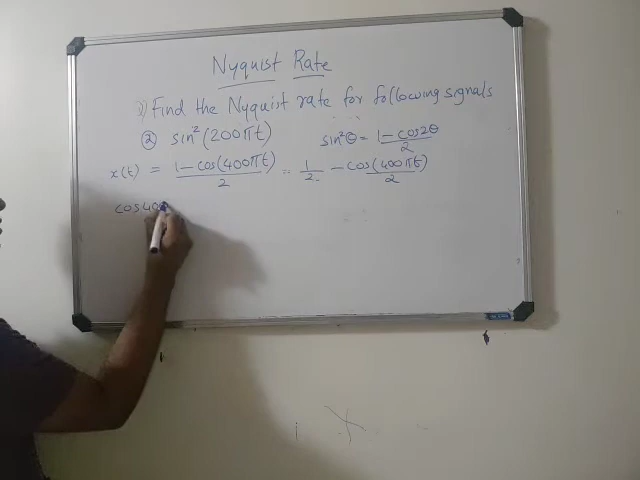 Nyquist Rate
1) Find the Nyquist rate for following signals
② sin²(200πt) sin²θ = 1 - cos2θ / 2
x(t) = 1 - cos(400πt) / 2 = 1/2 - cos(400πt) / 2
cos400